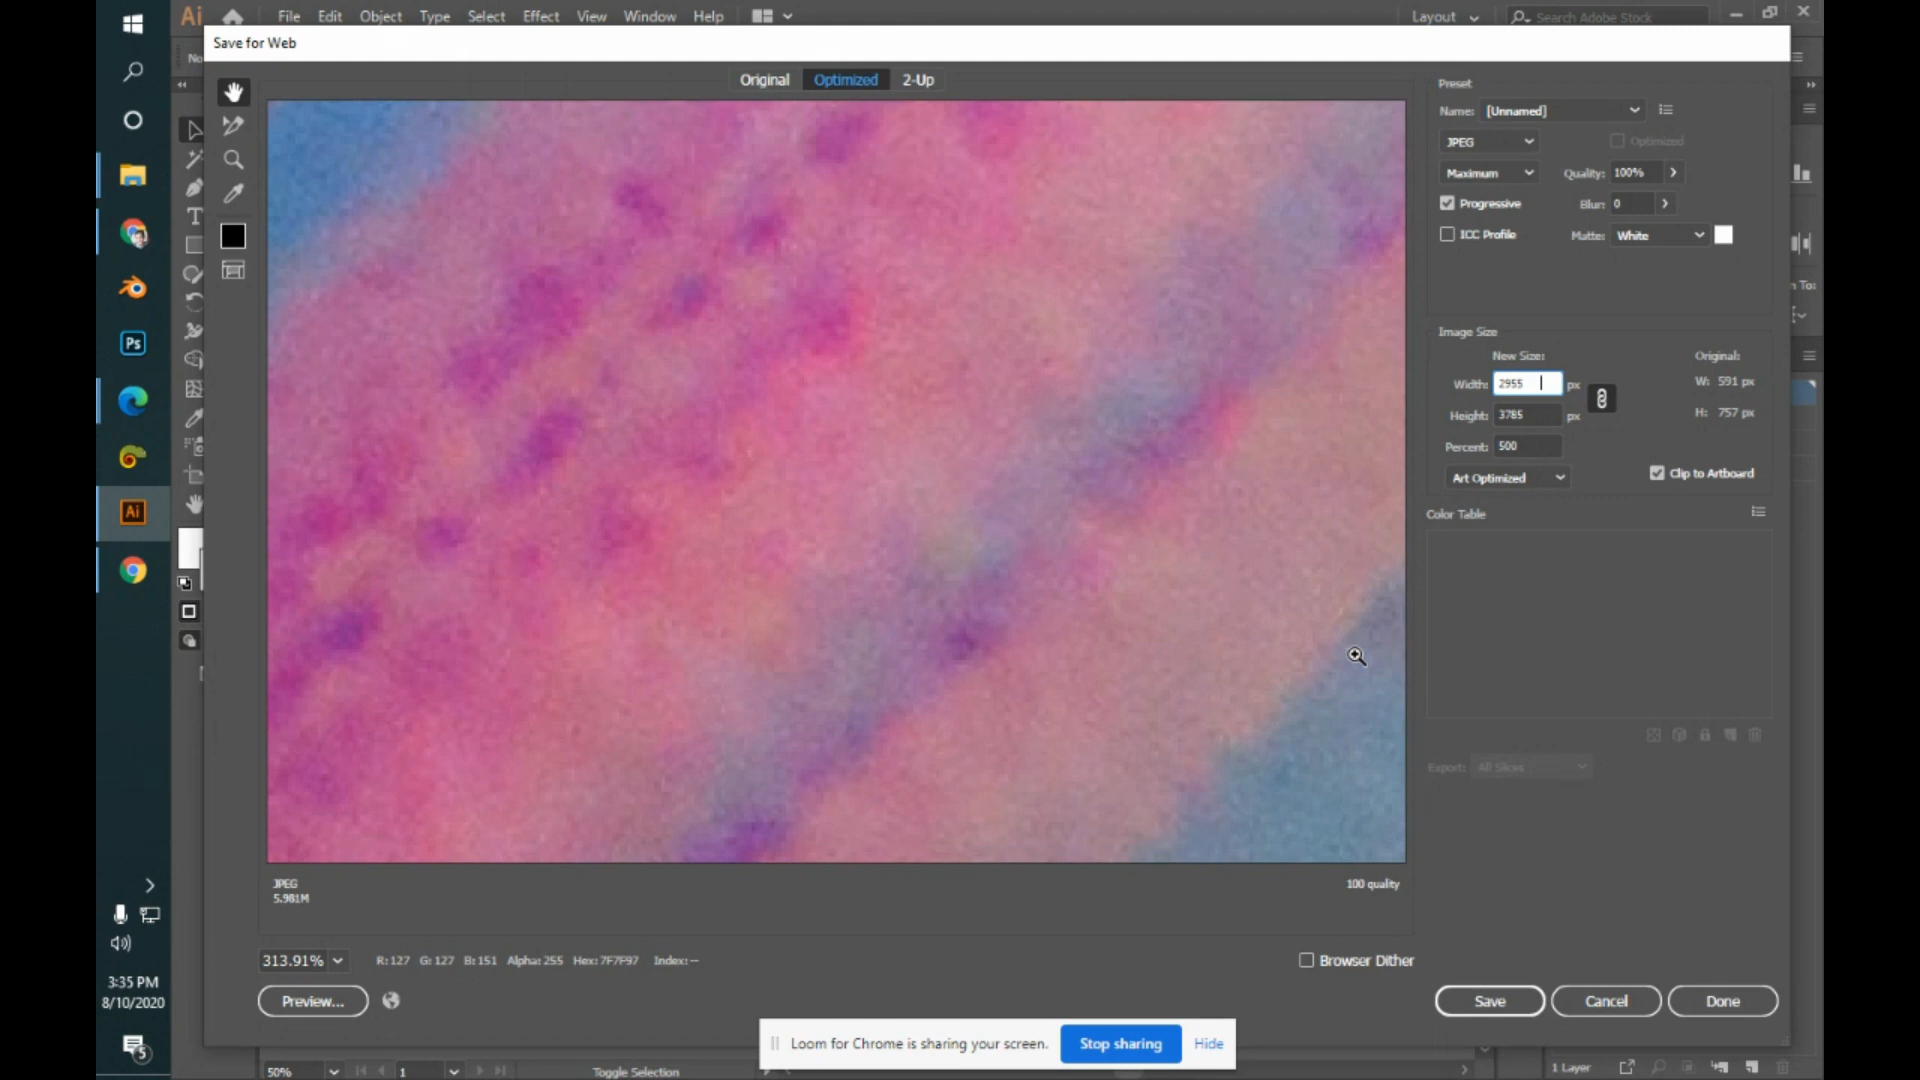 Ai File Edit Object Type Select Effect View Window Help Layout Search Adobe Stock
Save for Web
No
Original Optimized 2-Up
Preset
Name: [Unnamed]
JPEG Optimized
Maximum Quality: 100%
Progressive Blur: 0
ICC Profile Matte: White
Image Size
New Size: Original:
Width: 2955 px W: 591 px
Height: 3785 px H: 757 px
Percent: 500
Art Optimized Clip to Artboard
Color Table
Export: All Slices
Ps
Ai
JPEG 100 quality
5.981M
313.91% R: 127 G: 127 B: 151 Alpha: 255 Hex: 7F7F97 Index: -- Browser Dither
Preview... Save Cancel Done
Loom for Chrome is sharing your screen. Stop sharing Hide
50% 1 Toggle Selection 1 Layer
3:35 PM
8/10/2020
5